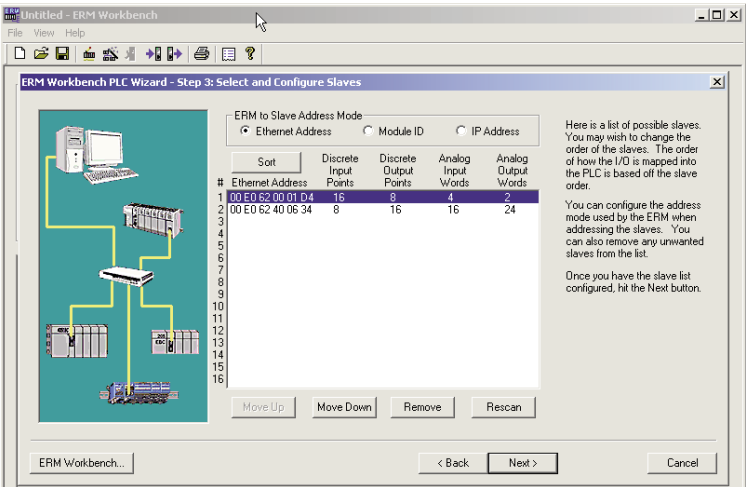 Untitled - ERM Workbench
File View Help
ERM Workbench PLC Wizard - Step 3: Select and Configure Slaves
ERM to Slave Address Mode
Ethernet Address Module ID IP Address
Sort
# Ethernet Address Discrete Input Points Discrete Output Points Analog Input Words Analog Output Words
1 00 E0 62 00 01 D4 16 8 4 2
2 00 E0 62 40 06 34 8 16 16 24
3
4
5
6
7
8
9
10
11
12
13
14
15
16
Move Up Move Down Remove Rescan
Here is a list of possible slaves.
You may wish to change the
order of the slaves. The order
of how the I/O is mapped into
the PLC is based off the slave
order.
You can configure the address
mode used by the ERM when
addressing the slaves. You
can also remove any unwanted
slaves from the list.
Once you have the slave list
configured, hit the Next button.
ERM Workbench... < Back Next > Cancel